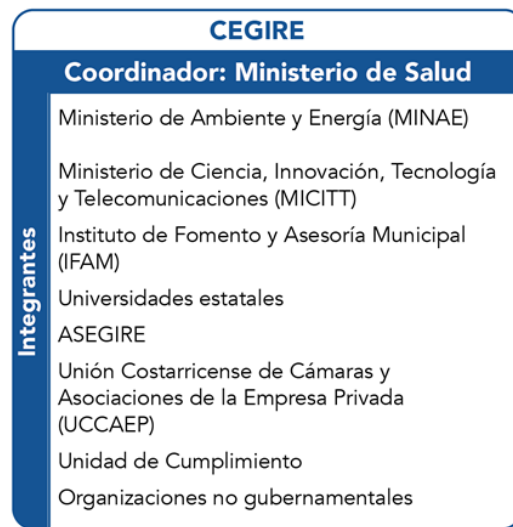 CEGIRE
Coordinador: Ministerio de Salud
Integrantes
Ministerio de Ambiente y Energía (MINAE)
Ministerio de Ciencia, Innovación, Tecnología
y Telecomunicaciones (MICITT)
Instituto de Fomento y Asesoría Municipal
(IFAM)
Universidades estatales
ASEGIRE
Unión Costarricense de Cámaras y
Asociaciones de la Empresa Privada
(UCCAEP)
Unidad de Cumplimiento
Organizaciones no gubernamentales